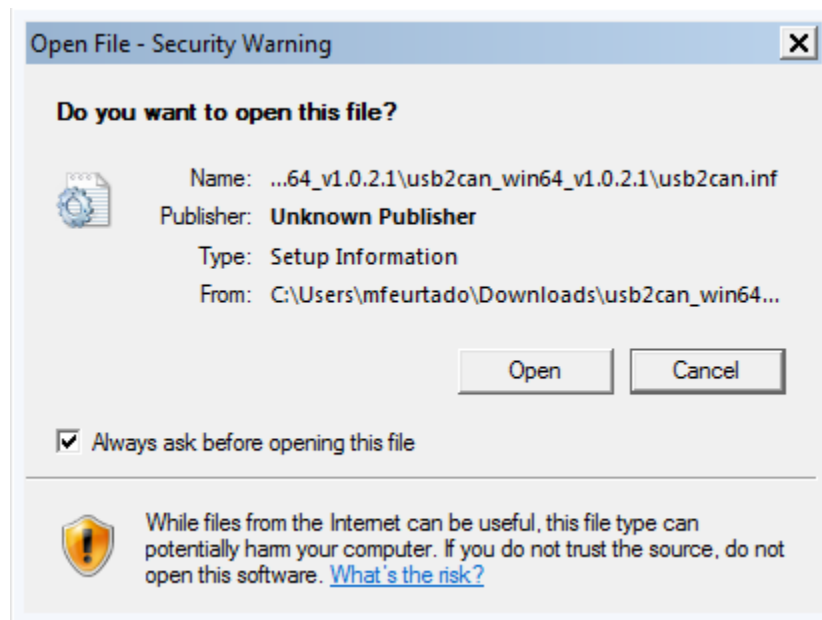 Open File - Security Warning
Do you want to open this file?
Name: ...64_v1.0.2.1\usb2can_win64_v1.0.2.1\usb2can.inf
Publisher: Unknown Publisher
Type: Setup Information
From: C:\Users\mfeurtado\Downloads\usb2can_win64...
Open Cancel
Always ask before opening this file
While files from the Internet can be useful, this file type can
potentially harm your computer. If you do not trust the source, do not
open this software. What's the risk?